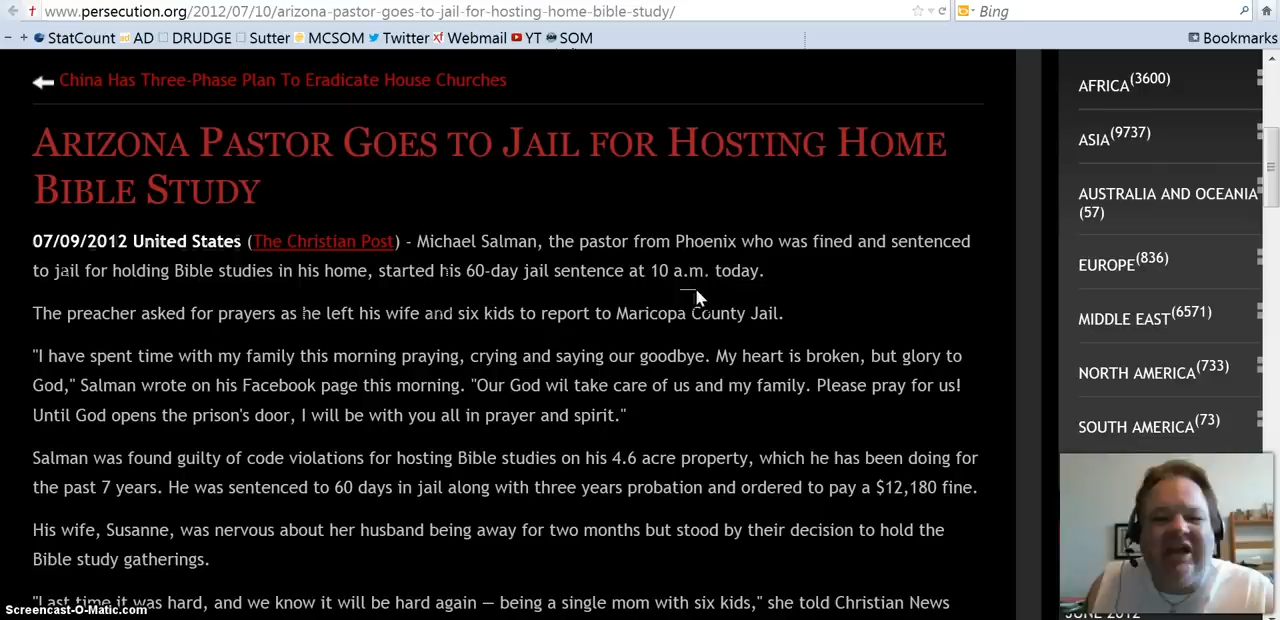 www.persecution.org/2012/07/10/arizona-pastor-goes-to-jail-for-hosting-home-bible-study/
Bing
StatCount AD DRUDGE Sutter MCSOM Twitter Webmail YT SOM
Bookmarks
China Has Three-Phase Plan To Eradicate House Churches
ARIZONA PASTOR GOES TO JAIL FOR HOSTING HOME
BIBLE STUDY
07/09/2012 United States (The Christian Post) - Michael Salman, the pastor from Phoenix who was fined and sentenced
to jail for holding Bible studies in his home, started his 60-day jail sentence at 10 a.m. today.
The preacher asked for prayers as he left his wife and six kids to report to Maricopa County Jail.
"I have spent time with my family this morning praying, crying and saying our goodbye. My heart is broken, but glory to
God," Salman wrote on his Facebook page this morning. "Our God wil take care of us and my family. Please pray for us!
Until God opens the prison's door, I will be with you all in prayer and spirit."
Salman was found guilty of code violations for hosting Bible studies on his 4.6 acre property, which he has been doing for
the past 7 years. He was sentenced to 60 days in jail along with three years probation and ordered to pay a $12,180 fine.
His wife, Susanne, was nervous about her husband being away for two months but stood by their decision to hold the
Bible study gatherings.
"Last time it was hard, and we know it will be hard again — being a single mom with six kids," she told Christian News
AFRICA(3600)
ASIA(9737)
AUSTRALIA AND OCEANIA
(57)
EUROPE(836)
MIDDLE EAST(6571)
NORTH AMERICA(733)
SOUTH AMERICA(73)
JUNE 2012
Screencast-O-Matic.com